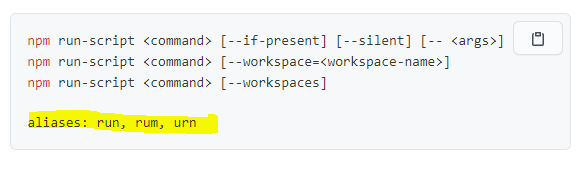 npm run-script <command> [--if-present] [--silent] [-- <args>]
npm run-script <command> [--workspace=<workspace-name>]
npm run-script <command> [--workspaces]
aliases: run, rum, urn